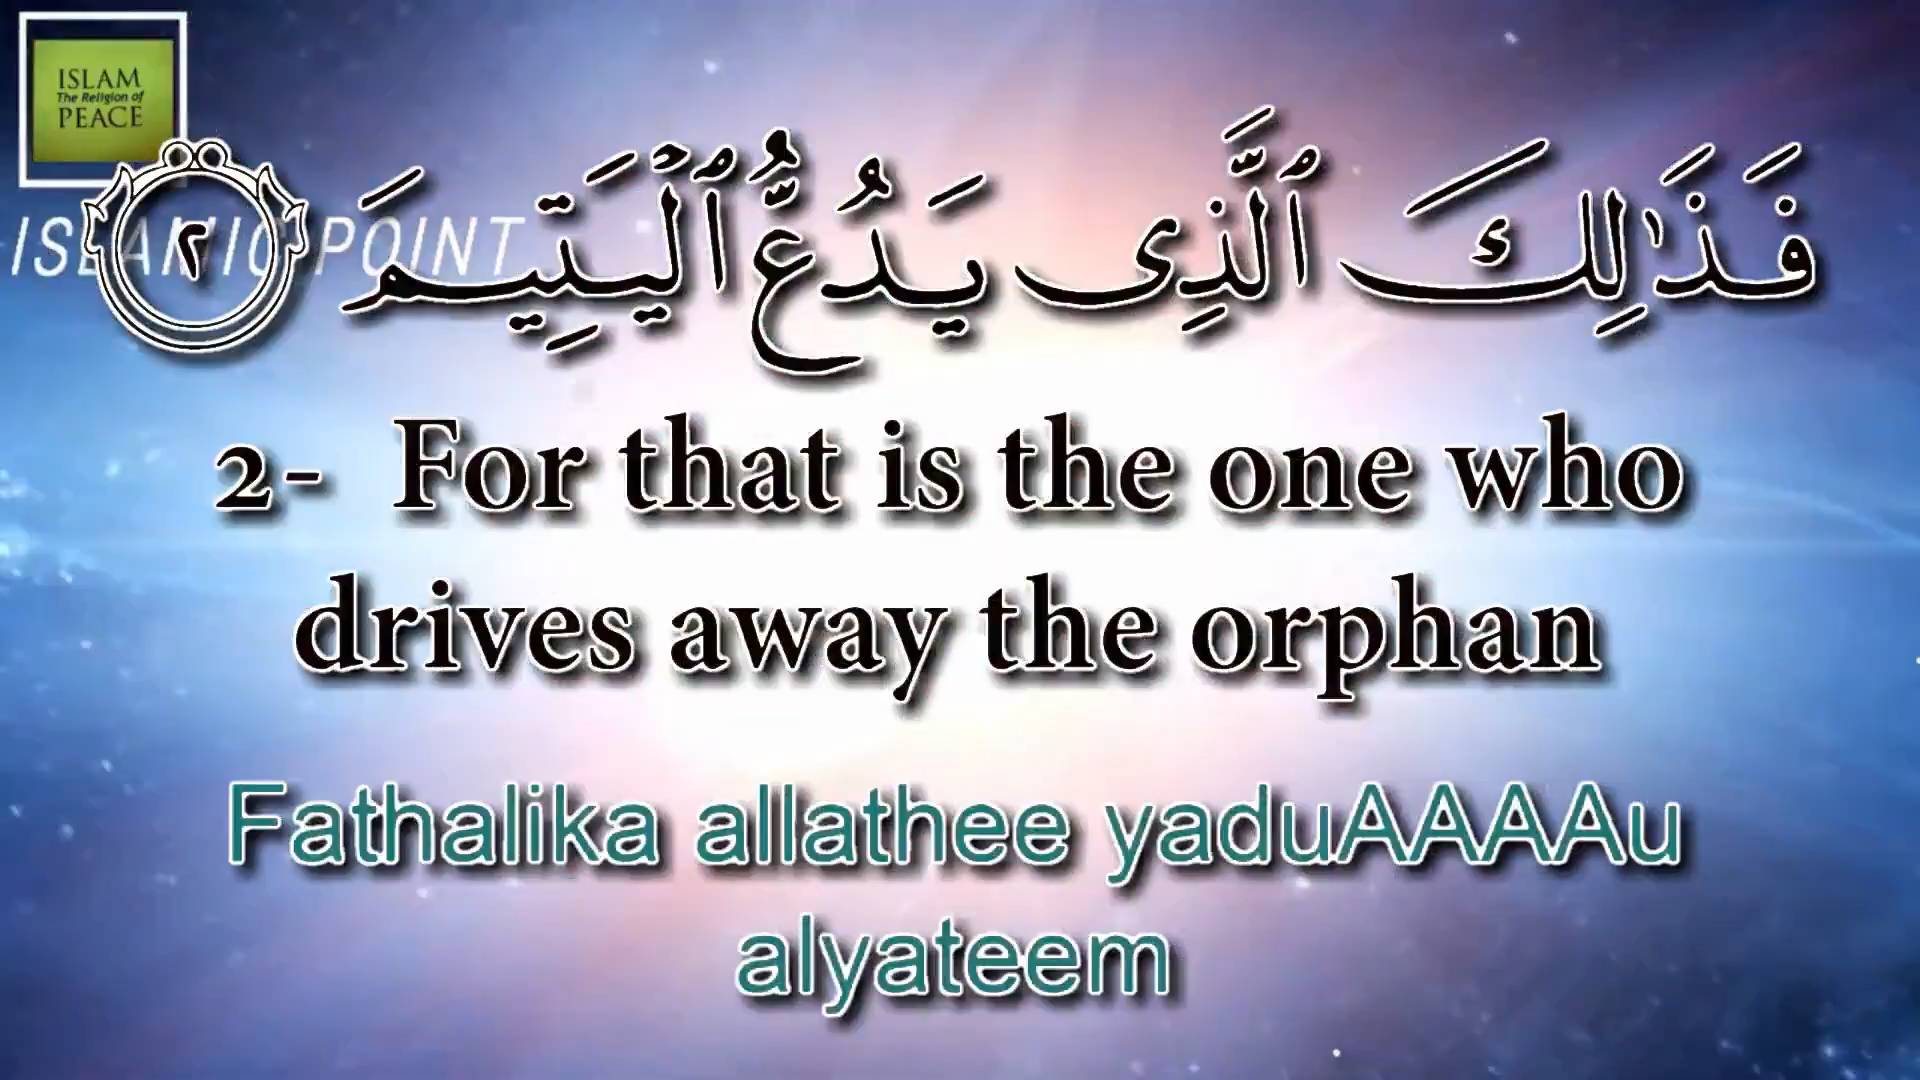 ISLAM
The Religion of
PEACE
ISLAMIC POINT
فَذَٰلِكَ ٱلَّذِى يَدُعُّ ٱلْيَتِيمَ ٢
2- For that is the one who
drives away the orphan
Fathalika allathee yaduAAAAu
alyateem